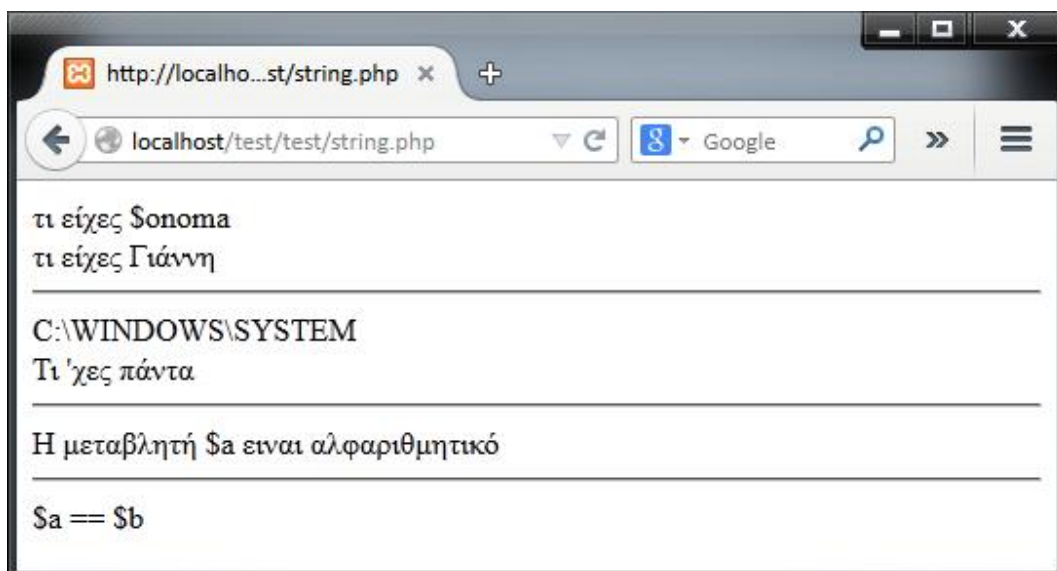 http://localho...st/string.php
localhost/test/test/string.php
Google
τι είχες $onoma
τι είχες Γιάννη
C:\WINDOWS\SYSTEM
Τι 'χες πάντα
Η μεταβλητή $a ειναι αλφαριθμητικό
$a == $b